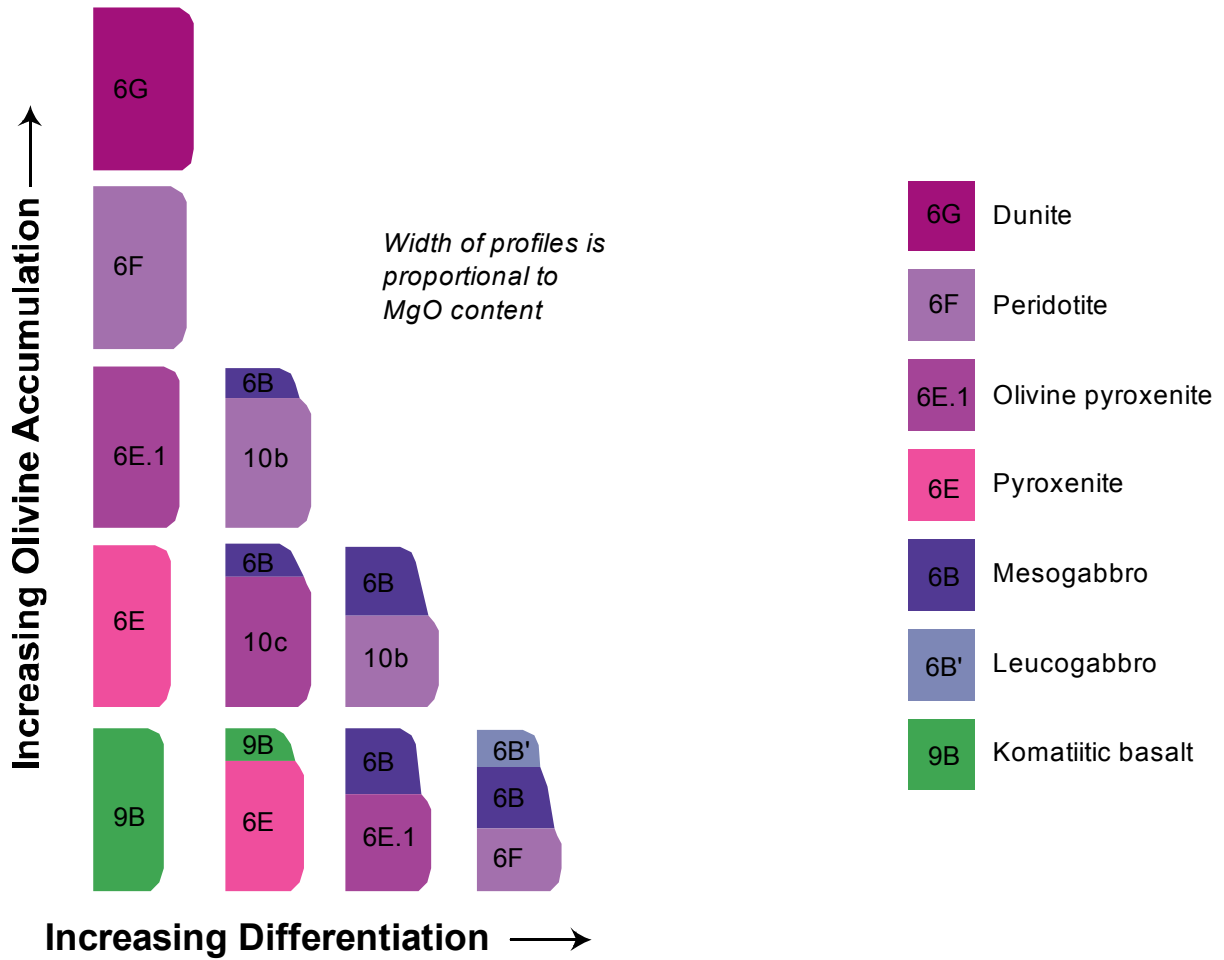 6G
6F
Width of profiles is
proportional to
MgO content
6E.1
6B
10b
6E
6B
10c
6B
10b
9B
9B
6E
6B
6E.1
6B'
6B
6F
Increasing Olivine Accumulation
Increasing Differentiation
6G Dunite
6F Peridotite
6E.1 Olivine pyroxenite
6E Pyroxenite
6B Mesogabbro
6B' Leucogabbro
9B Komatiitic basalt